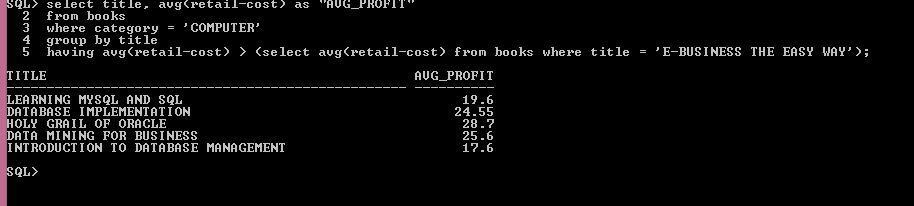 SQL> select title, avg(retail-cost) as "AVG_PROFIT"
2 from books
3 where category = 'COMPUTER'
4 group by title
5 having avg(retail-cost) > (select avg(retail-cost) from books where title = 'E-BUSINESS THE EASY WAY');
TITLE AVG_PROFIT
-------------------------------------------------- ----------
LEARNING MYSQL AND SQL 19.6
DATABASE IMPLEMENTATION 24.55
HOLY GRAIL OF ORACLE 28.7
DATA MINING FOR BUSINESS 25.6
INTRODUCTION TO DATABASE MANAGEMENT 17.6
SQL>